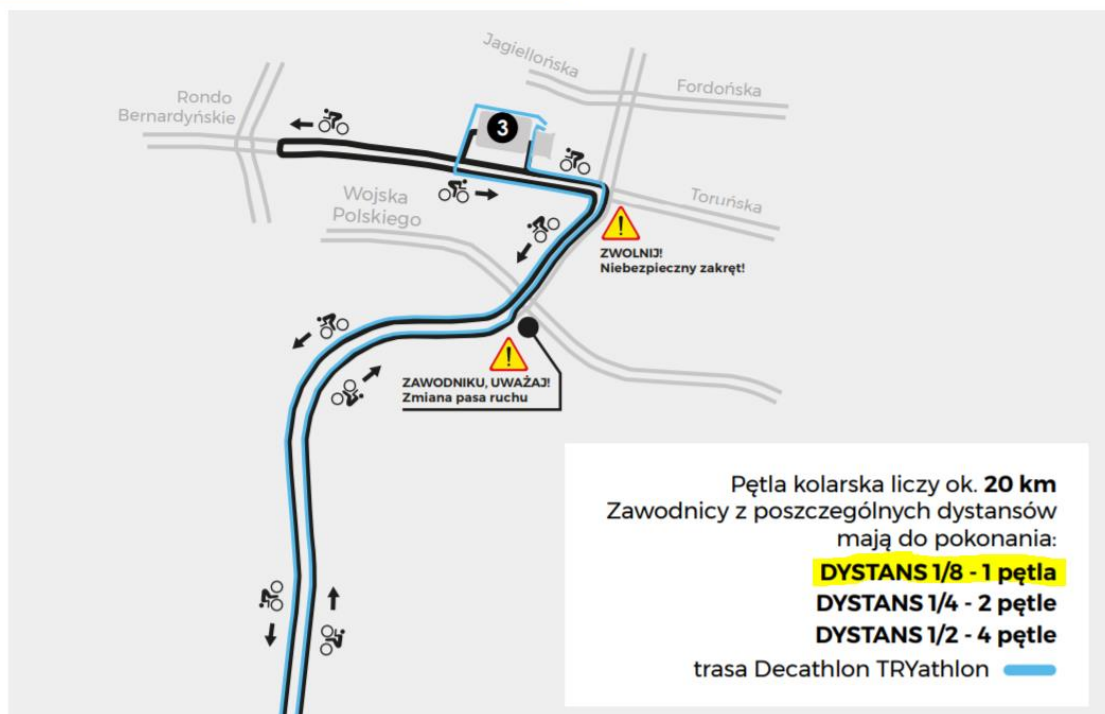 Jagiellońska
Fordońska
Rondo
Bernardyńskie
3
Wojska
Polskiego
Toruńska
ZWOLNIJ!
Niebezpieczny zakręt!
ZAWODNIKU, UWAŻAJ!
Zmiana pasa ruchu
Pętla kolarska liczy ok. 20 km
Zawodnicy z poszczególnych dystansów
mają do pokonania:
DYSTANS 1/8 - 1 pętla
DYSTANS 1/4 - 2 pętle
DYSTANS 1/2 - 4 pętle
trasa Decathlon TRYathlon